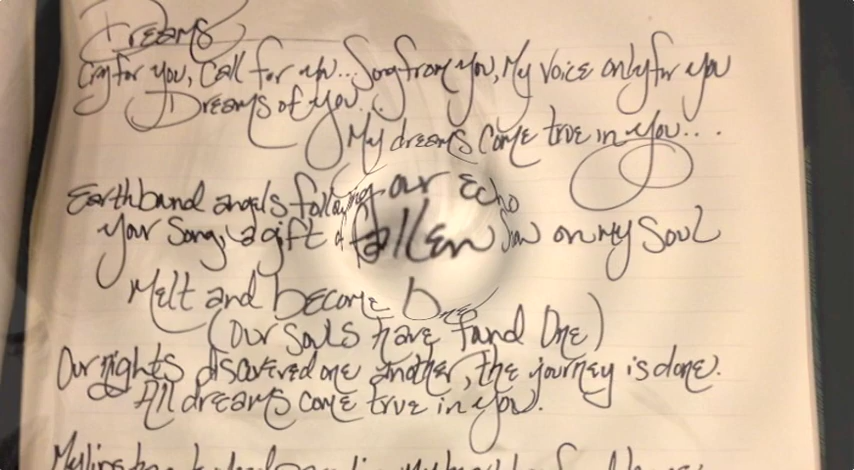 Dreams
Cry for you, Call for you... Song from you, My voice only for you
Dreams of you...
My dreams come true in you....
Earthbound angels following our Echo
Your Song, a gift of fallen Snow on my Soul
Melt and become One
(Our souls have found One)
Our nights discovered one another, the journey is done.
All dreams come true in you.